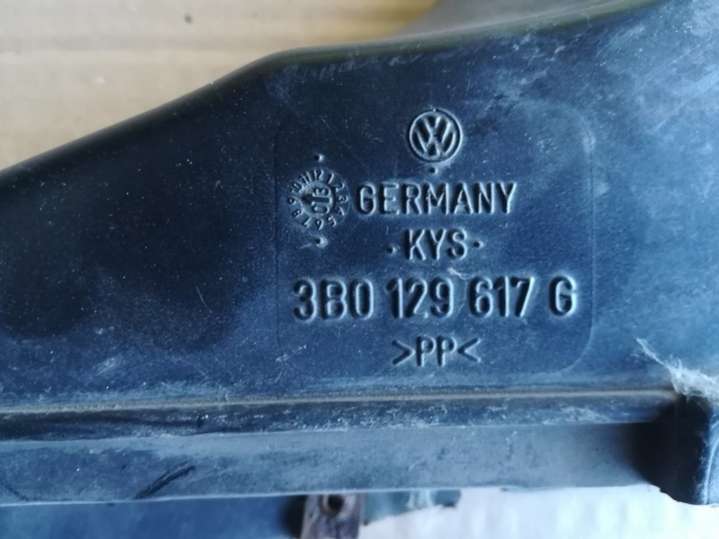 GERMANY
·KYS·
3B0 129 617 G
>PP<